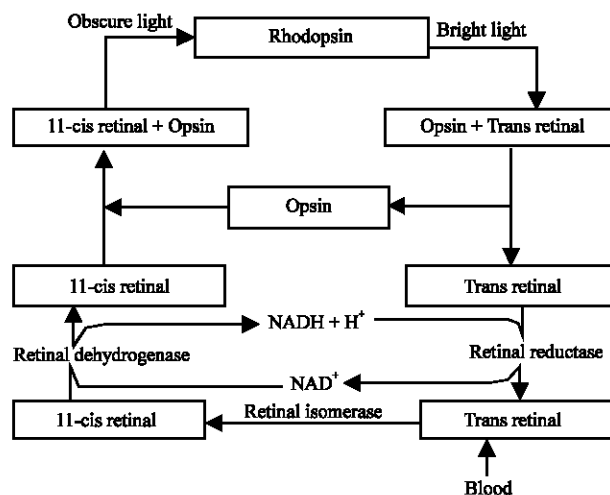 Obscure light
Rhodopsin
Bright light
11-cis retinal + Opsin
Opsin + Trans retinal
Opsin
11-cis retinal
Trans retinal
NADH + H⁺
Retinal dehydrogenase
Retinal reductase
NAD⁺
11-cis retinal
Retinal isomerase
Trans retinal
Blood